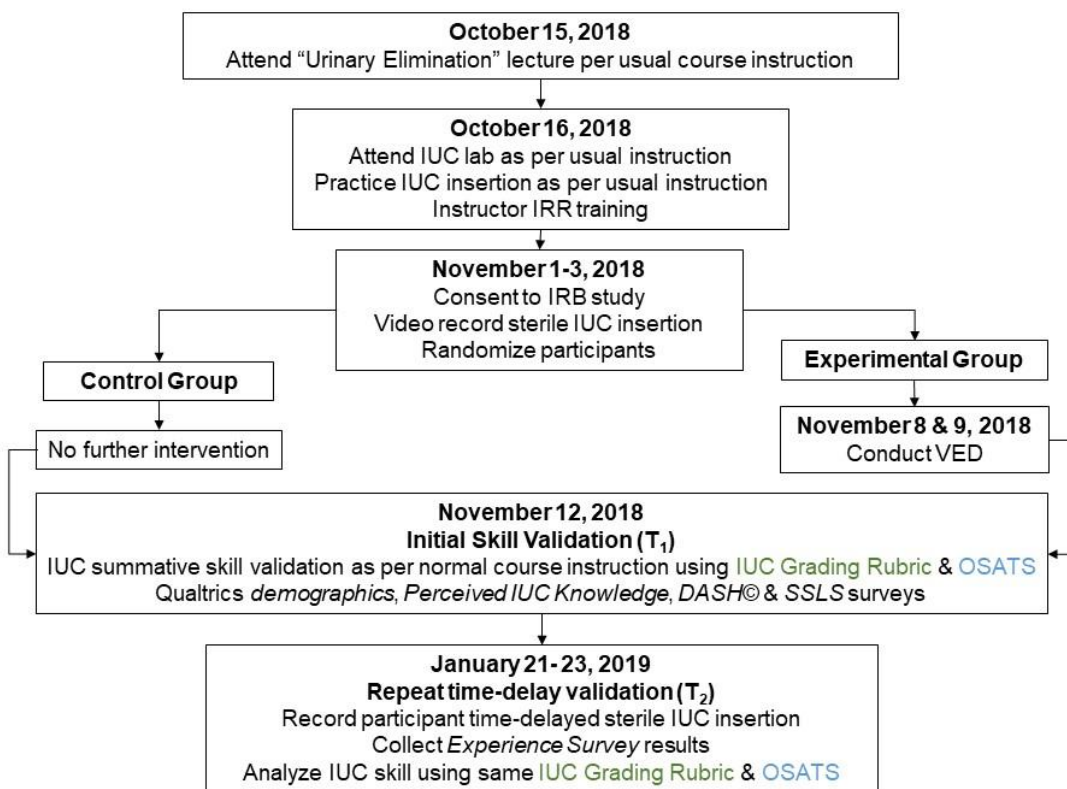 October 15, 2018
Attend “Urinary Elimination” lecture per usual course instruction
October 16, 2018
Attend IUC lab as per usual instruction
Practice IUC insertion as per usual instruction
Instructor IRR training
November 1-3, 2018
Consent to IRB study
Video record sterile IUC insertion
Randomize participants
Control Group
No further intervention
Experimental Group
November 8 & 9, 2018
Conduct VED
November 12, 2018
Initial Skill Validation (T₁)
IUC summative skill validation as per normal course instruction using IUC Grading Rubric & OSATS
Qualtrics demographics, Perceived IUC Knowledge, DASH© & SSLS surveys
January 21- 23, 2019
Repeat time-delay validation (T₂)
Record participant time-delayed sterile IUC insertion
Collect Experience Survey results
Analyze IUC skill using same IUC Grading Rubric & OSATS